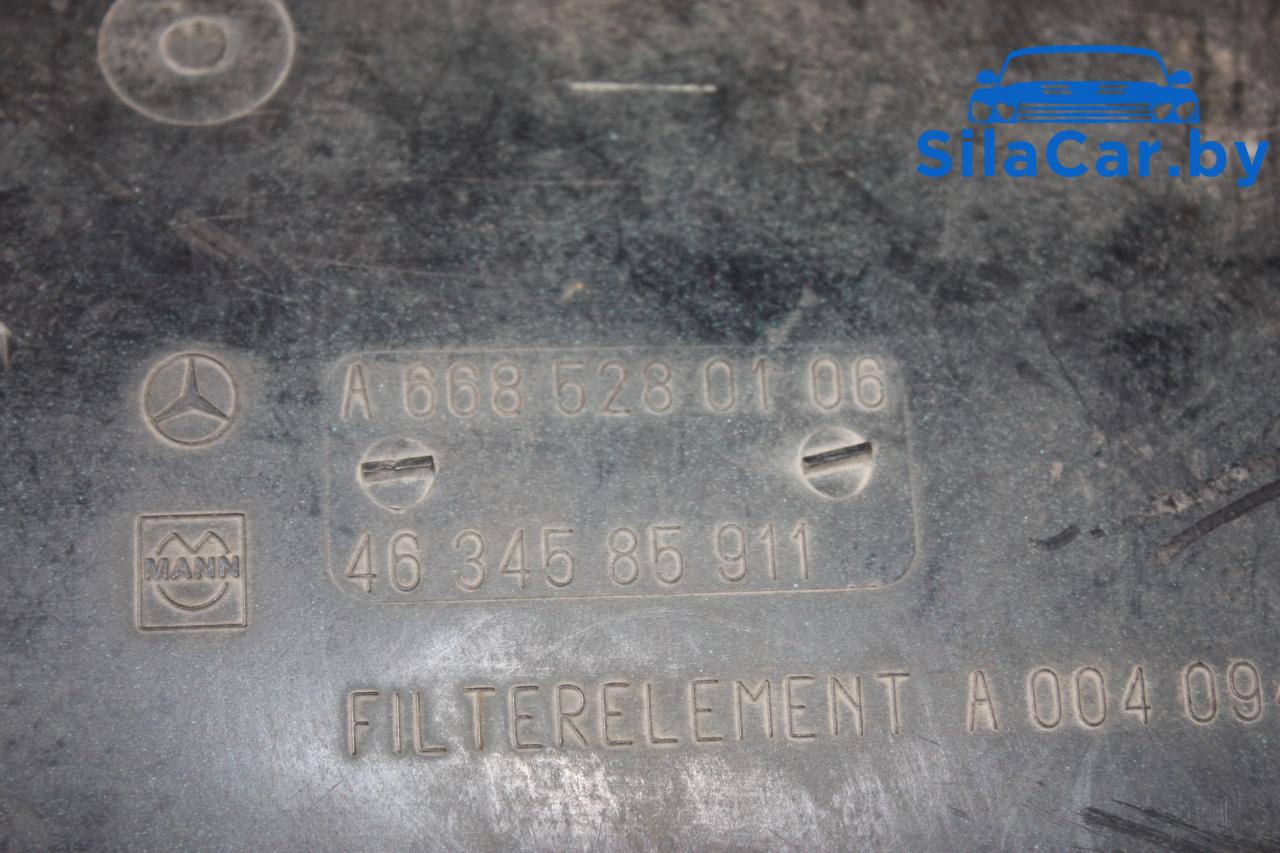 SilaCar.by
A 668 528 01 06
46 345 85 911
MANN
FILTERELEMENT A 004 09